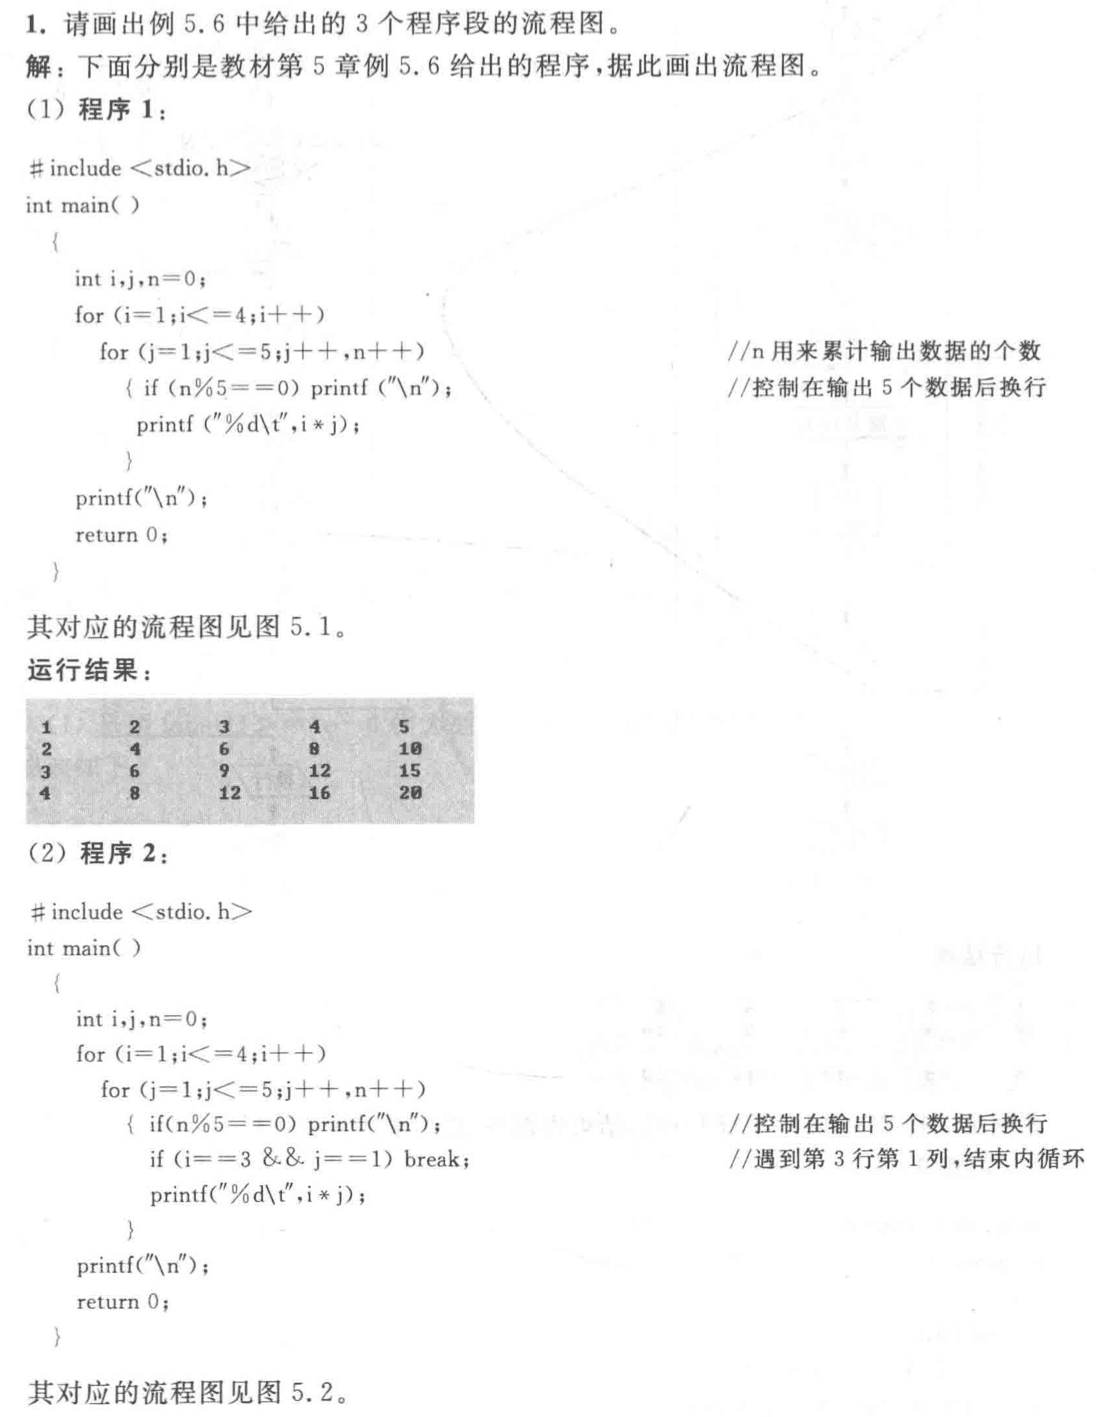 1. 请画出例 5.6 中给出的 3 个程序段的流程图。
解：下面分别是教材第 5 章例 5.6 给出的程序,据此画出流程图。
(1) 程序 1：
#include <stdio.h>
int main( )
{
int i,j,n=0;
for (i=1;i<=4;i++)
for (j=1;j<=5;j++,n++) //n 用来累计输出数据的个数
{ if (n%5==0) printf ("\n"); //控制在输出 5 个数据后换行
printf ("%d\t",i * j);
}
printf("\n");
return 0;
}
其对应的流程图见图 5.1。
运行结果：
1 2 3 4 5
2 4 6 8 10
3 6 9 12 15
4 8 12 16 20
(2) 程序 2：
#include <stdio.h>
int main( )
{
int i,j,n=0;
for (i=1;i<=4;i++)
for (j=1;j<=5;j++,n++)
{ if(n%5==0) printf("\n"); //控制在输出 5 个数据后换行
if (i==3 && j==1) break; //遇到第 3 行第 1 列,结束内循环
printf("%d\t",i * j);
}
printf("\n");
return 0;
}
其对应的流程图见图 5.2。